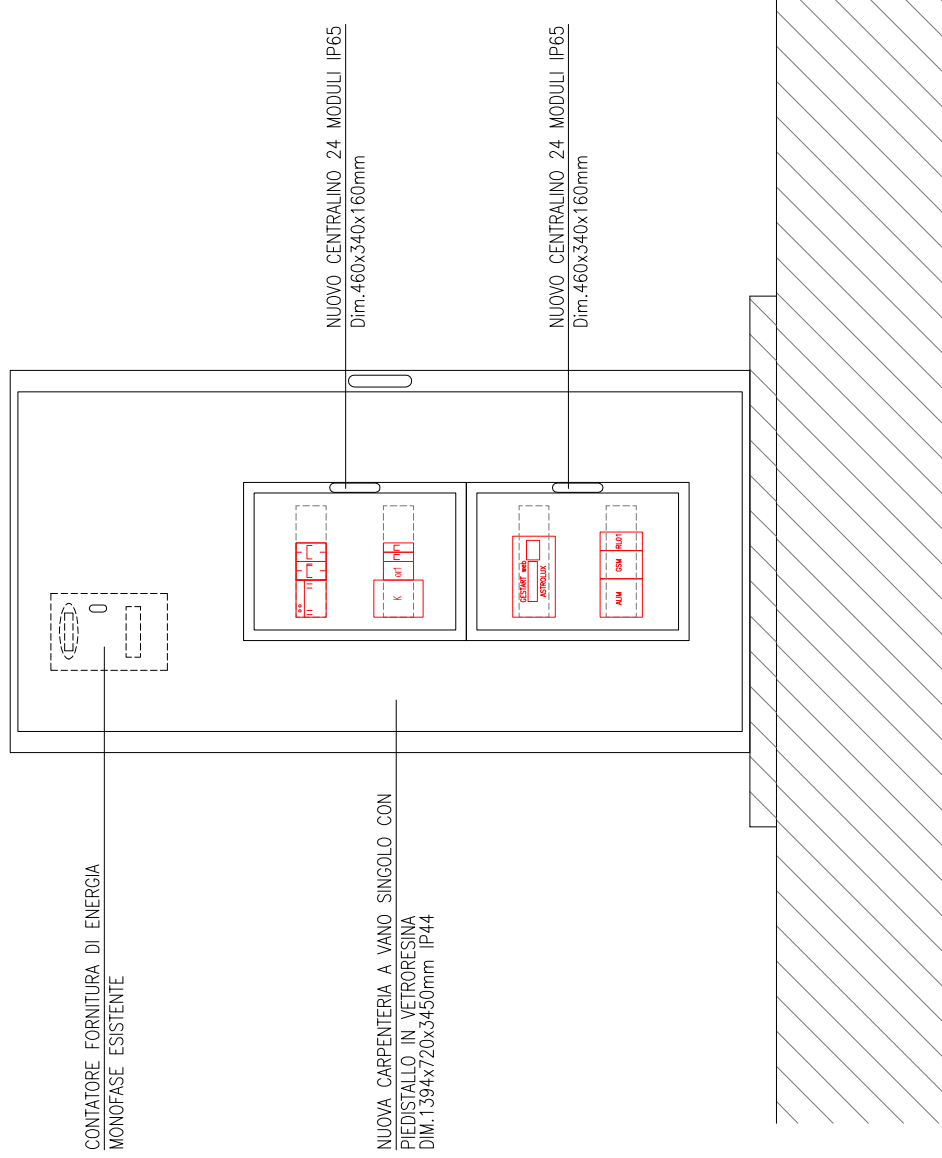 CONTATORE FORNITURA DI ENERGIA
MONOFASE ESISTENTE
NUOVA CARPENTERIA A VANO SINGOLO CON
PIEDISTALLO IN VETRORESINA
DIM.1394x720x3450mm IP44
NUOVO CENTRALINO 24 MODULI IP65
Dim.460x340x160mm
NUOVO CENTRALINO 24 MODULI IP65
Dim.460x340x160mm
K
or1
GESTART web
ASTROLUX
ALIM
GSM
RL01